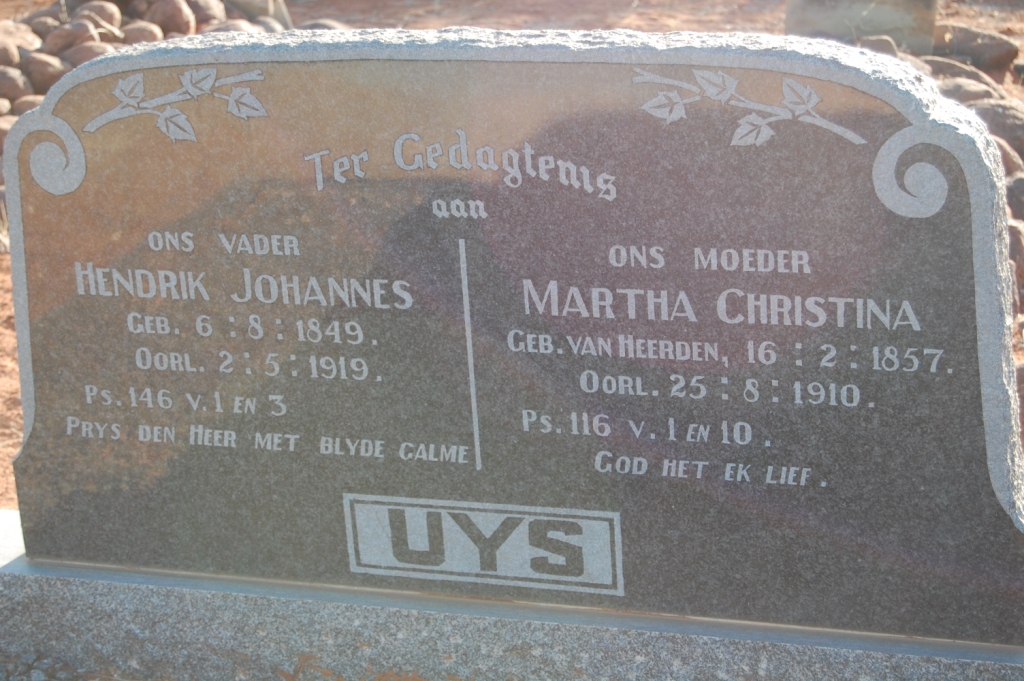 Ter Gedagtenis
aan
ONS VADER
HENDRIK JOHANNES
GEB. 6:8:1849.
OORL. 2:5:1919.
PS. 146 V. 1 EN 3
PRYS DEN HEER MET BLYDE GALME
ONS MOEDER
MARTHA CHRISTINA
GEB. VAN HEERDEN, 16:2:1857.
OORL. 25:8:1910.
PS. 116 V. 1 EN 10.
GOD HET EK LIEF.
UYS